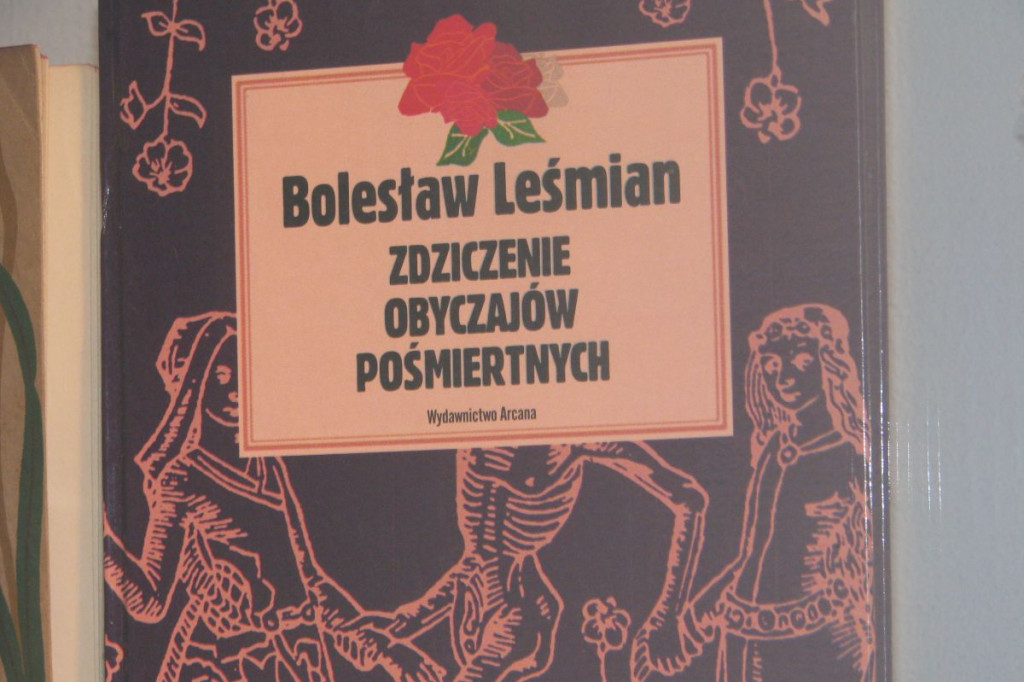 Bolesław Leśmian
ZDZICZENIE
OBYCZAJÓW
POŚMIERTNYCH
Wydawnictwo Arcana